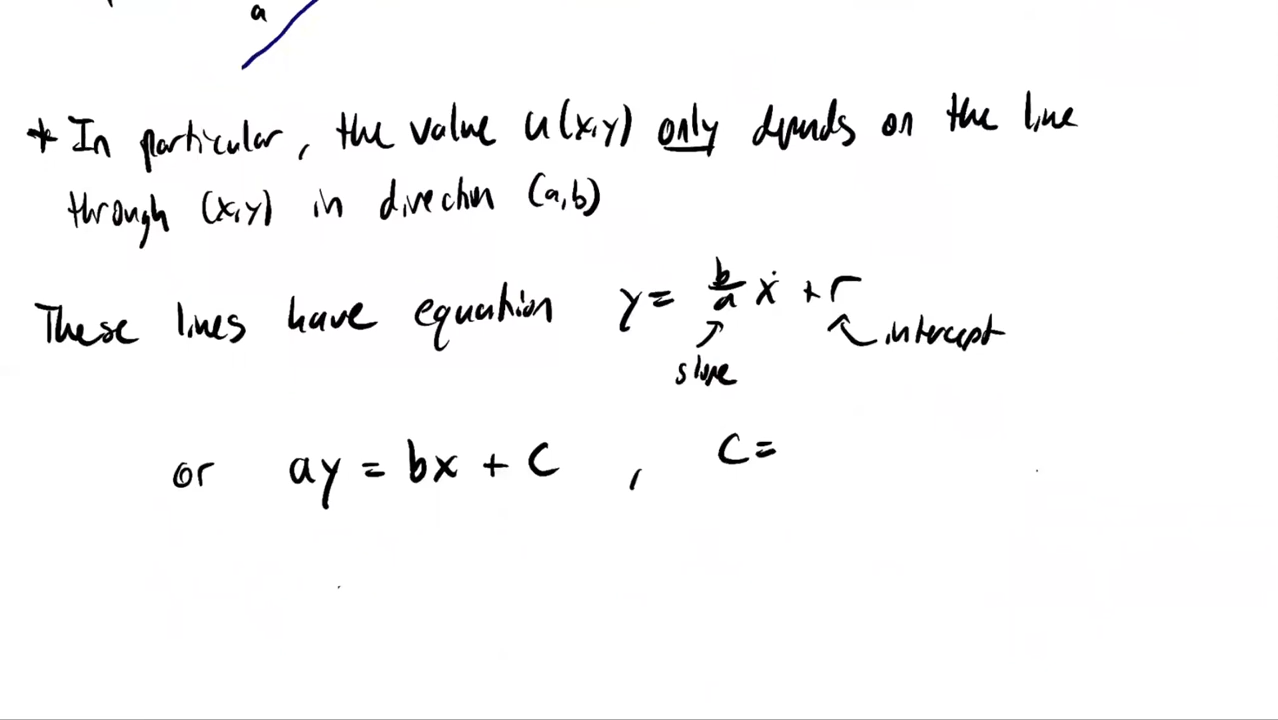 a
* In particular, the value u(x,y) only depends on the line
through (x,y) in direction (a,b)
These lines have equation y = b/a x + r
slope
intercept
or ay = bx + c , c =